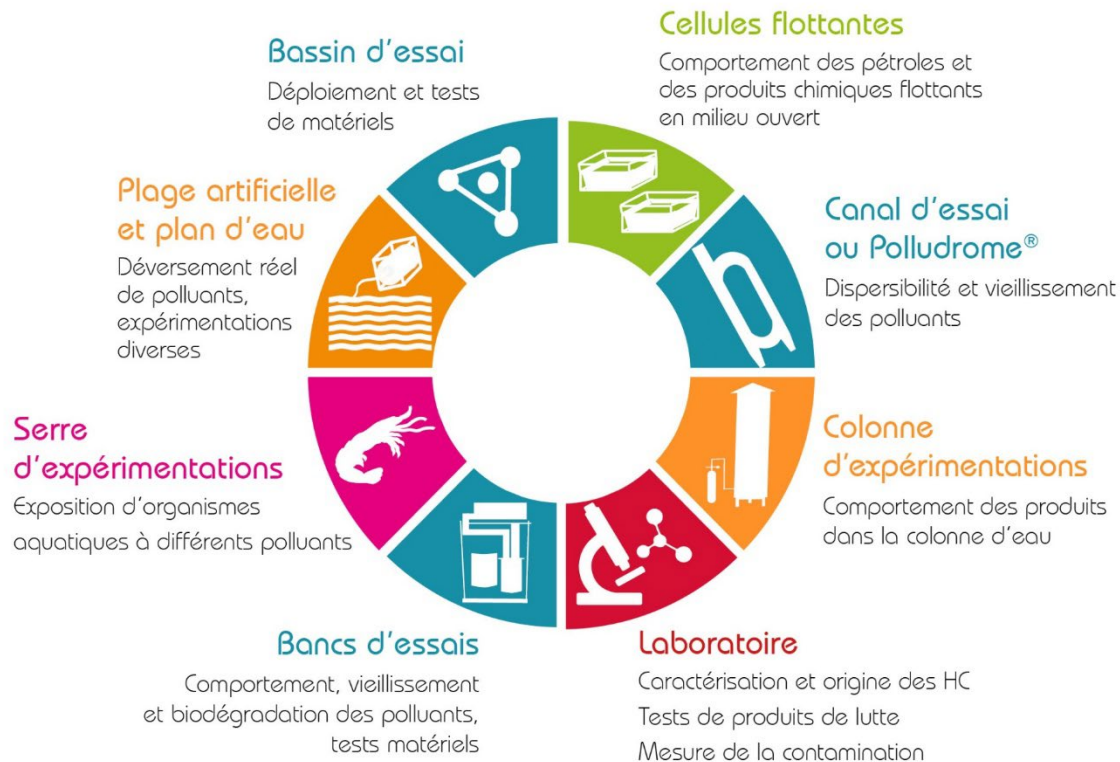 Bassin d'essai
Déploiement et tests
de matériels
Cellules flottantes
Comportement des pétroles et
des produits chimiques flottants
en milieu ouvert
Canal d'essai
ou Polludrome®
Dispersibilité et vieillissement
des polluants
Colonne
d'expérimentations
Comportement des produits
dans la colonne d'eau
Laboratoire
Caractérisation et origine des HC
Tests de produits de lutte
Mesure de la contamination
Bancs d'essais
Comportement, vieillissement
et biodégradation des polluants,
tests matériels
Serre
d'expérimentations
Exposition d'organismes
aquatiques à différents polluants
Plage artificielle
et plan d'eau
Déversement réel
de polluants,
expérimentations
diverses